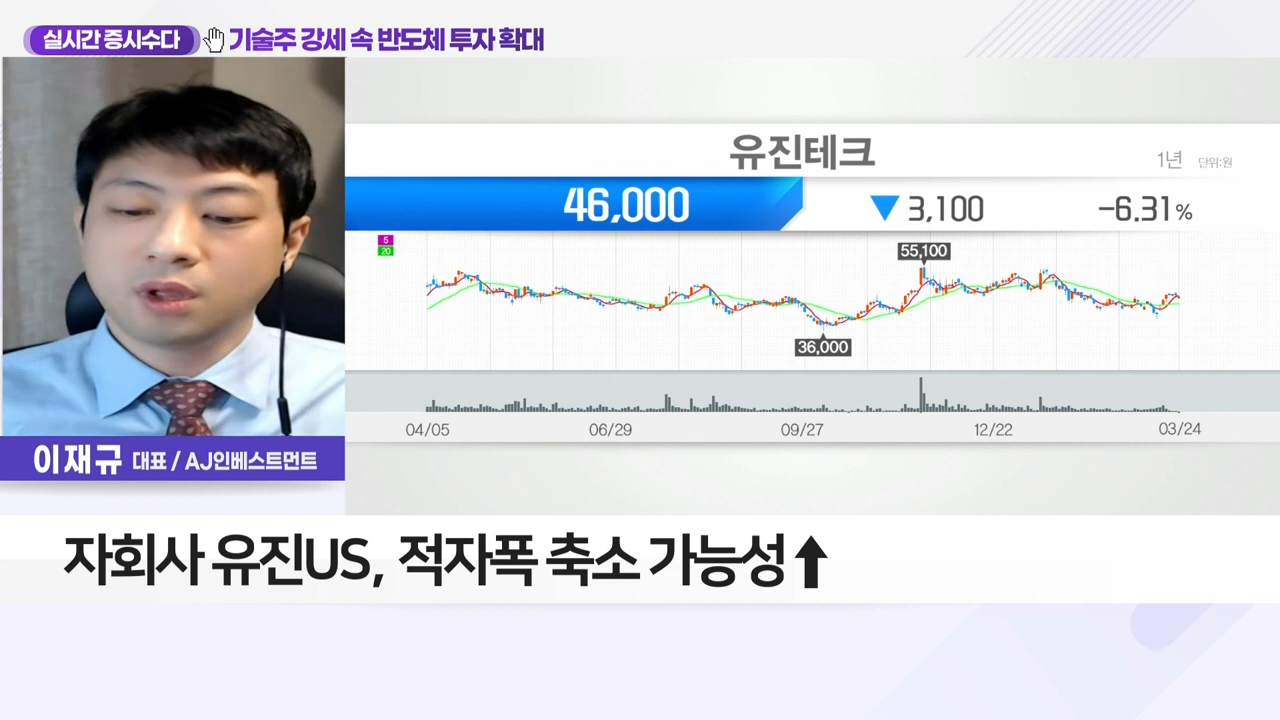 실시간 증시수다 기술주 강세 속 반도체 투자 확대
유진테크
1년 단위:원
46,000 ▼ 3,100 -6.31%
5
20
55,100
36,000
04/05 06/29 09/27 12/22 03/24
이재규 대표 / AJ인베스트먼트
자회사 유진US, 적자폭 축소 가능성↑